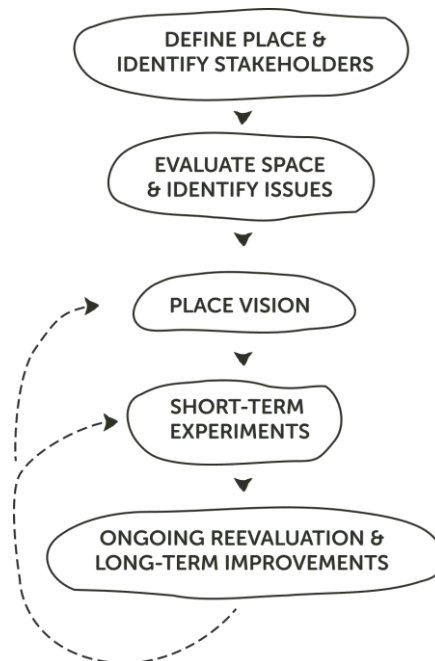 DEFINE PLACE &
IDENTIFY STAKEHOLDERS
EVALUATE SPACE
& IDENTIFY ISSUES
PLACE VISION
SHORT-TERM
EXPERIMENTS
ONGOING REEVALUATION &
LONG-TERM IMPROVEMENTS